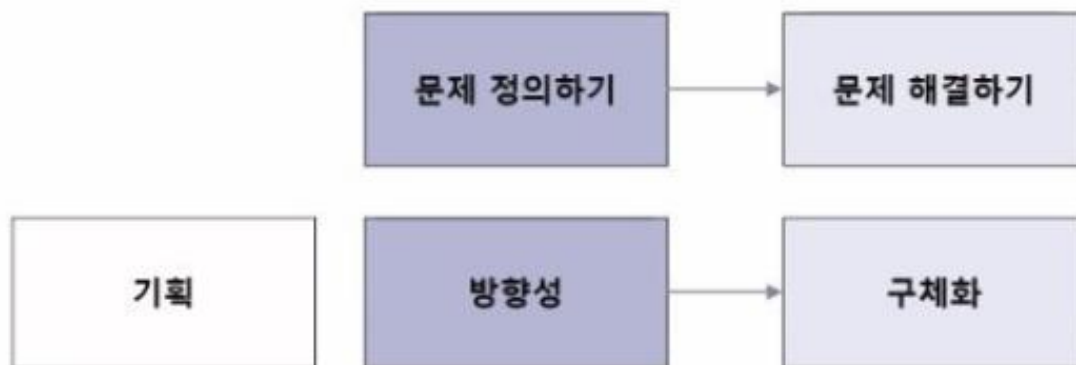 문제 정의하기
문제 해결하기
기획
방향성
구체화